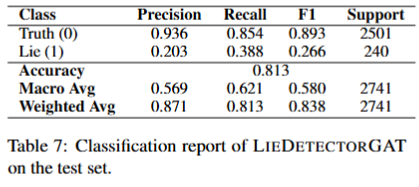 Class Precision Recall F1 Support
Truth (0) 0.936 0.854 0.893 2501
Lie (1) 0.203 0.388 0.266 240
Accuracy 0.813
Macro Avg 0.569 0.621 0.580 2741
Weighted Avg 0.871 0.813 0.838 2741
Table 7: Classification report of LIEDETECTORGAT
on the test set.